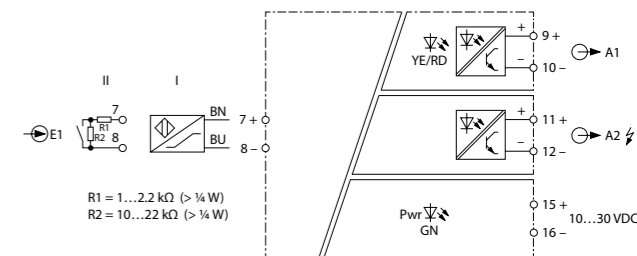 II I
E1
7
R1
R2
8
BN
BU
7 +
8 –
R1 = 1…2.2 kΩ (> ¼ W)
R2 = 10…22 kΩ (> ¼ W)
YE/RD
+
–
9 +
10 –
A1
+
–
11 +
12 –
A2
Pwr
GN
15 +
16 –
10…30 VDC